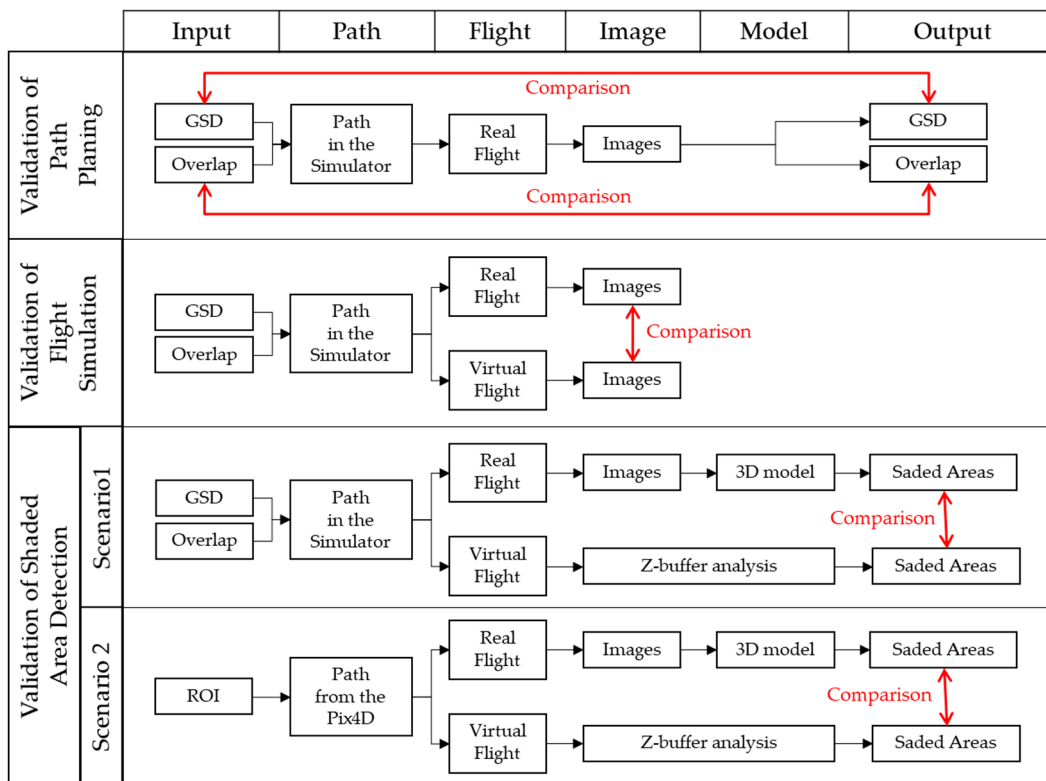 Input Path Flight Image Model Output
Validation of
Path
Planing
Comparison
GSD
Overlap
Path
in the
Simulator
Real
Flight
Images
GSD
Overlap
Comparison
Validation of
Flight
Simulation
GSD
Overlap
Path
in the
Simulator
Real
Flight
Images
Comparison
Virtual
Flight
Images
Validation of Shaded
Area Detection
Scenario1
GSD
Overlap
Path
in the
Simulator
Real
Flight
Images
3D model
Saded Areas
Comparison
Virtual
Flight
Z-buffer analysis
Saded Areas
Scenario 2
ROI
Path
from the
Pix4D
Real
Flight
Images
3D model
Saded Areas
Comparison
Virtual
Flight
Z-buffer analysis
Saded Areas